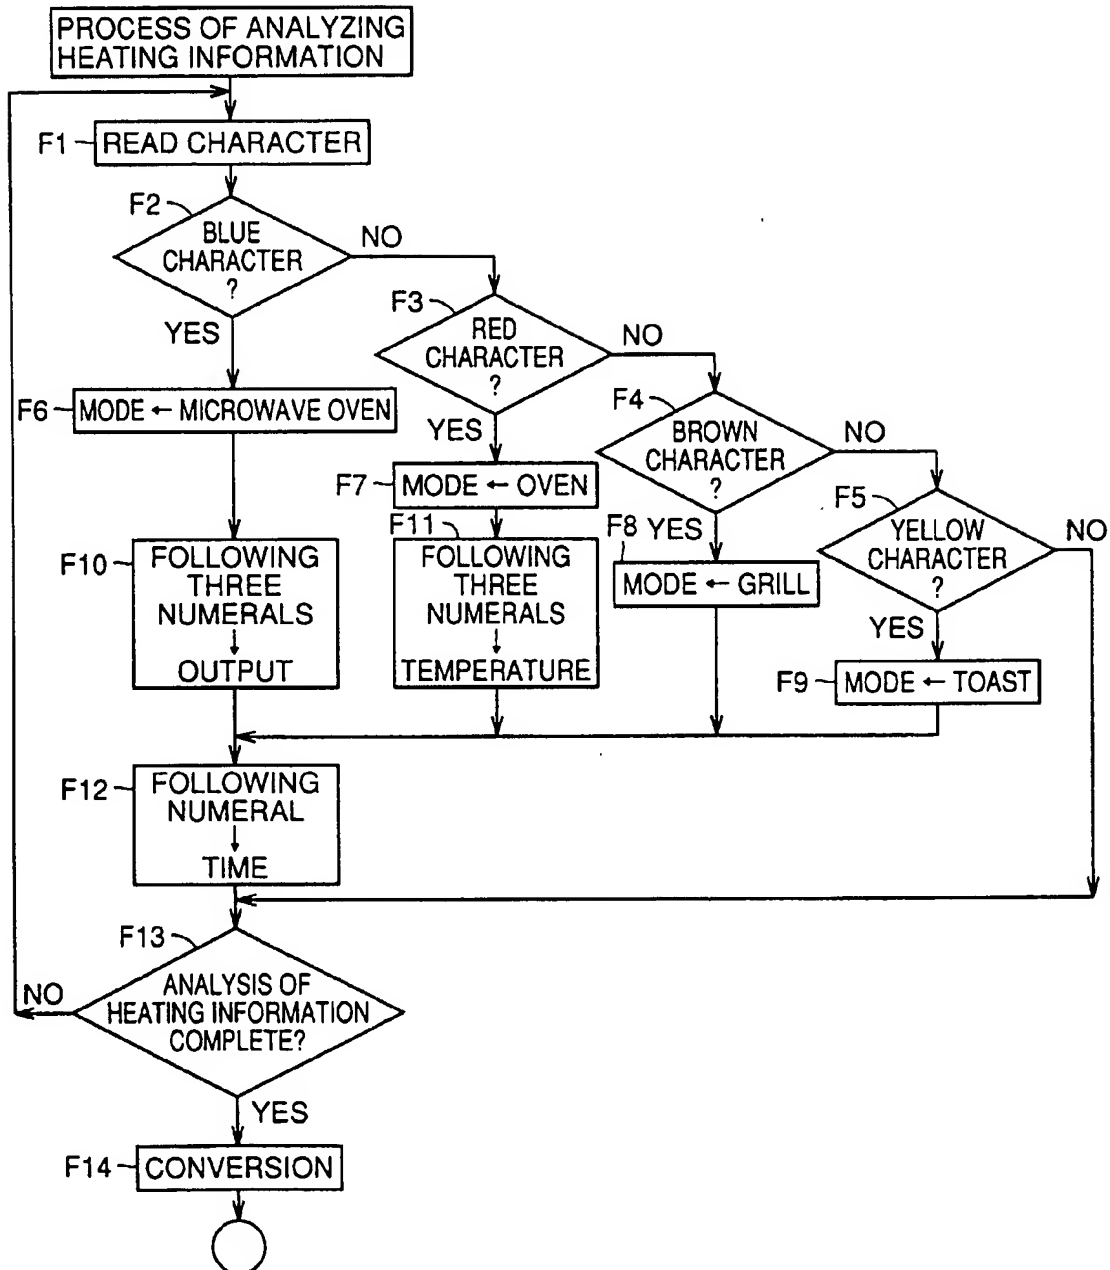 PROCESS OF ANALYZING
HEATING INFORMATION
F1
READ CHARACTER
F2
BLUE
CHARACTER
?
NO
YES
F3
RED
CHARACTER
?
NO
YES
F4
BROWN
CHARACTER
?
NO
YES
F5
YELLOW
CHARACTER
?
NO
YES
F6
MODE ← MICROWAVE OVEN
F7
MODE ← OVEN
F8
MODE ← GRILL
F9
MODE ← TOAST
F10
FOLLOWING
THREE
NUMERALS
↓
OUTPUT
F11
FOLLOWING
THREE
NUMERALS
↓
TEMPERATURE
F12
FOLLOWING
NUMERAL
↓
TIME
F13
ANALYSIS OF
HEATING INFORMATION
COMPLETE?
NO
YES
F14
CONVERSION